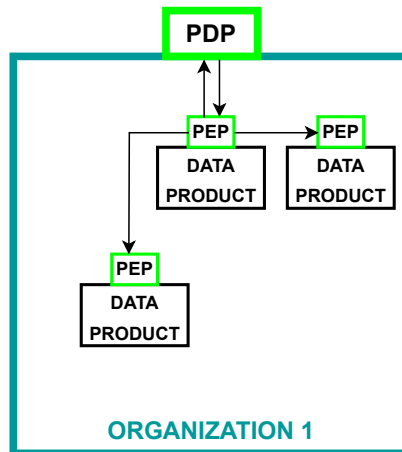 PDP
PEP
DATA
PRODUCT
PEP
DATA
PRODUCT
PEP
DATA
PRODUCT
ORGANIZATION 1